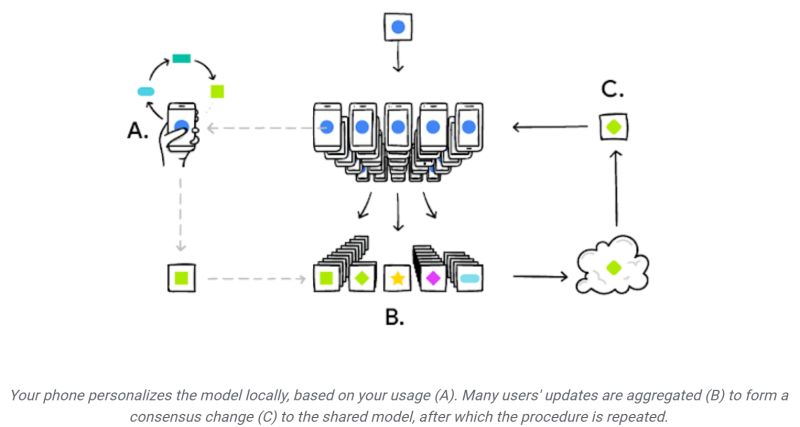 A.
C.
B.
Your phone personalizes the model locally, based on your usage (A). Many users' updates are aggregated (B) to form a
consensus change (C) to the shared model, after which the procedure is repeated.